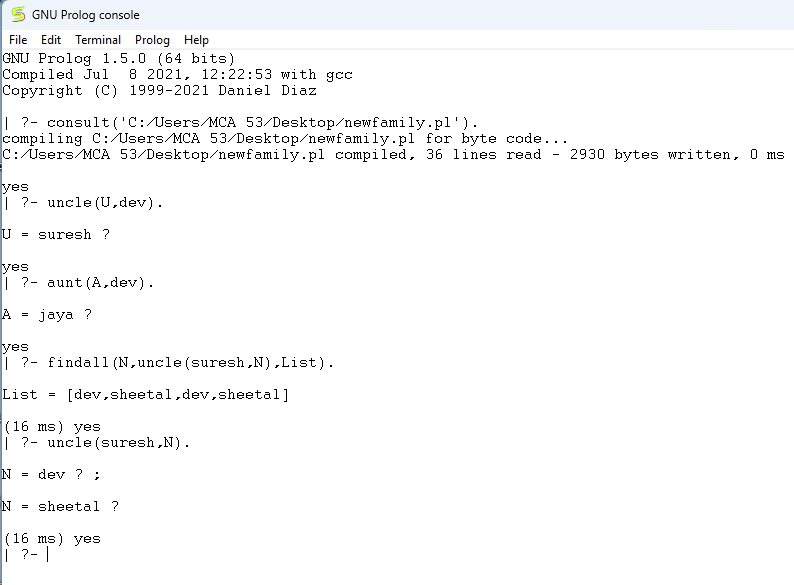 GNU Prolog console
File Edit Terminal Prolog Help
GNU Prolog 1.5.0 (64 bits)
Compiled Jul  8 2021, 12:22:53 with gcc
Copyright (C) 1999-2021 Daniel Diaz
| ?- consult('C:/Users/MCA 53/Desktop/newfamily.pl').
compiling C:/Users/MCA 53/Desktop/newfamily.pl for byte code...
C:/Users/MCA 53/Desktop/newfamily.pl compiled, 36 lines read - 2930 bytes written, 0 ms
yes
| ?- uncle(U,dev).
U = suresh ?
yes
| ?- aunt(A,dev).
A = jaya ?
yes
| ?- findall(N,uncle(suresh,N),List).
List = [dev,sheetal,dev,sheetal]
(16 ms) yes
| ?- uncle(suresh,N).
N = dev ? ;
N = sheetal ?
(16 ms) yes
| ?-